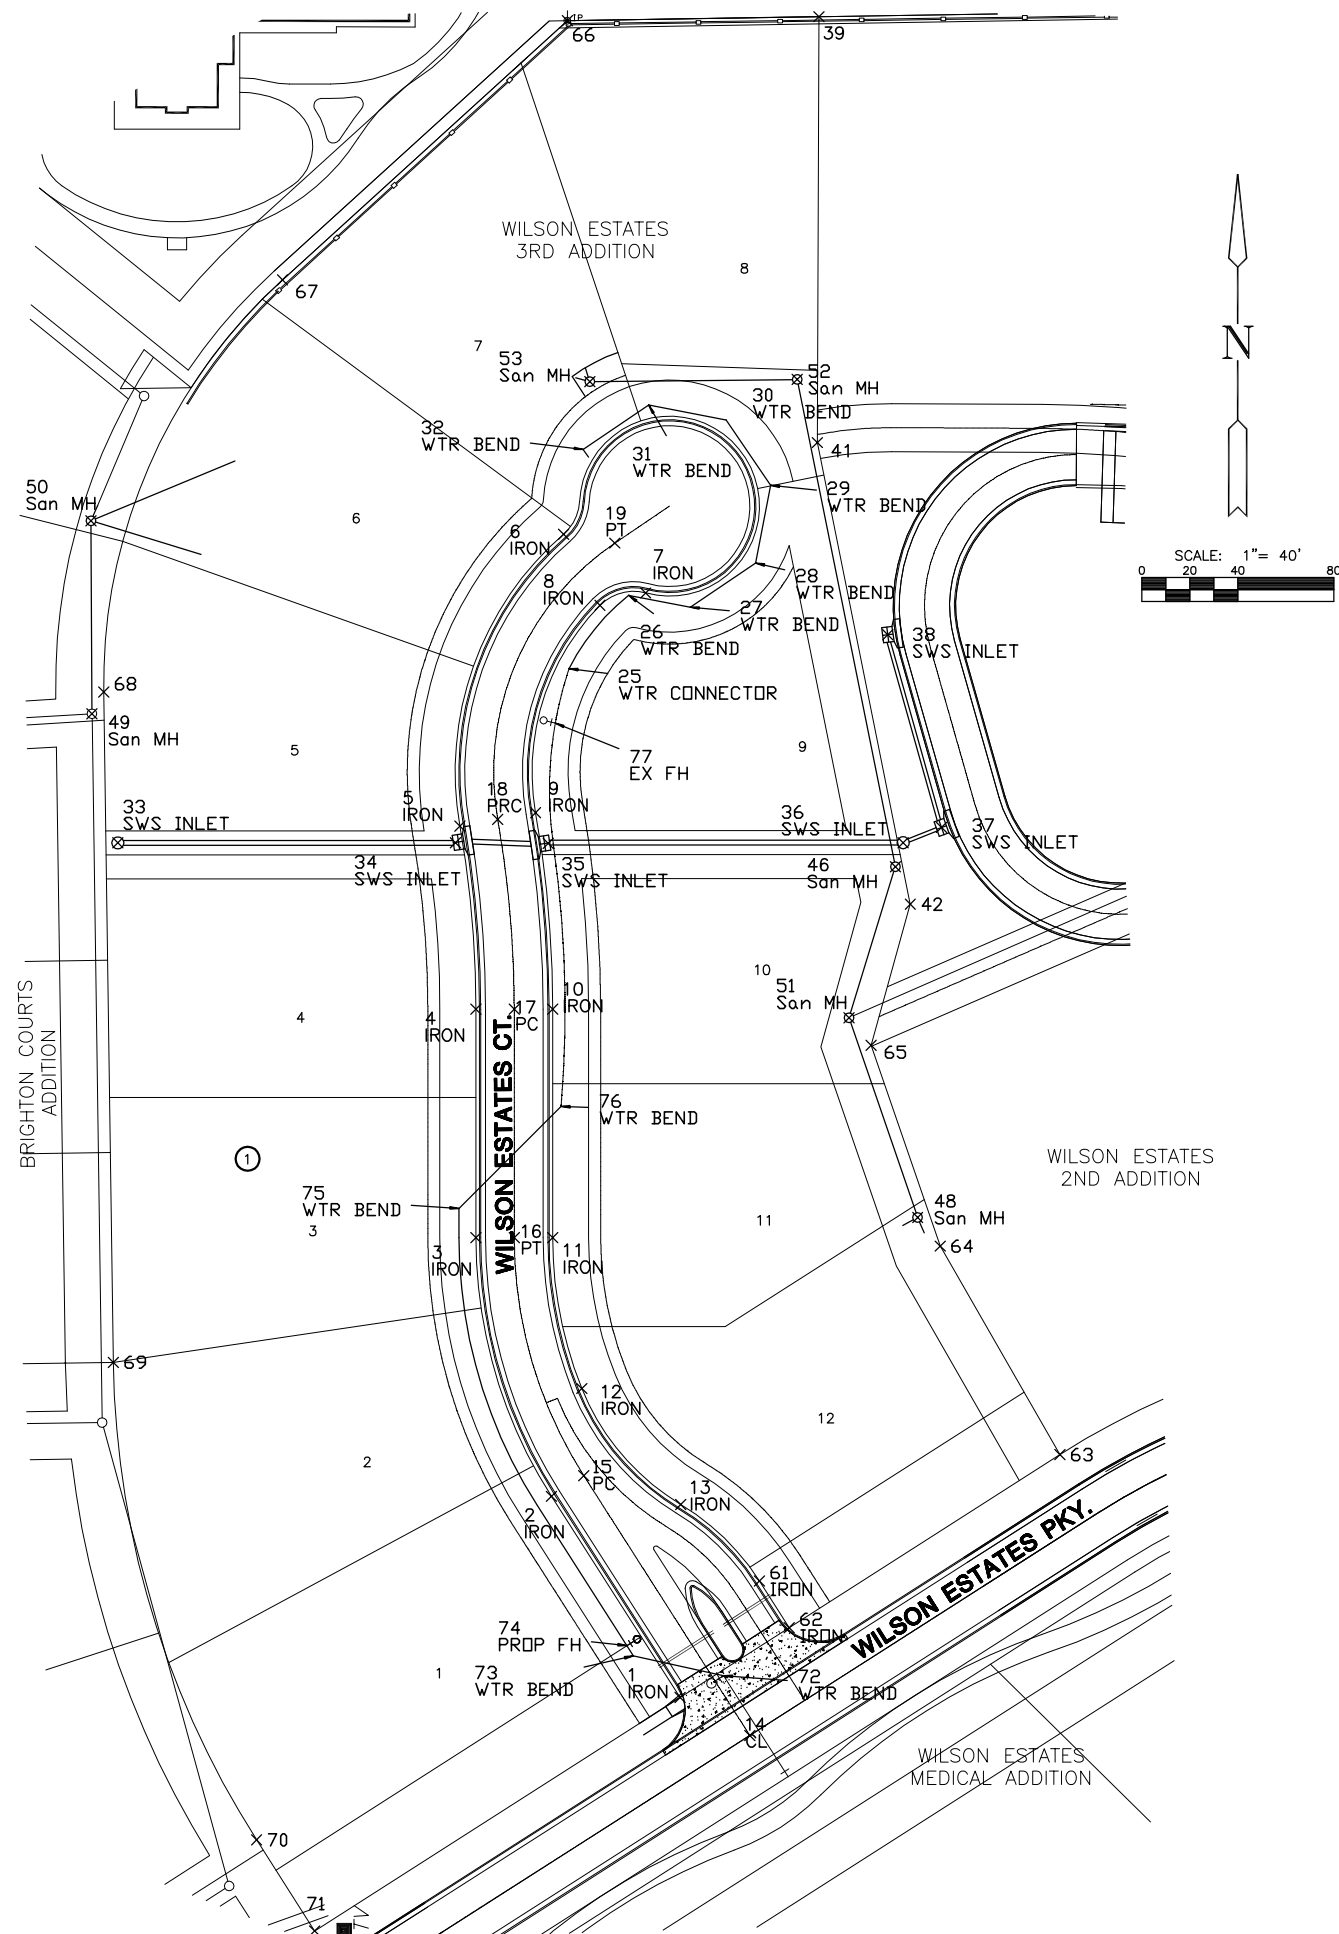 IP
66
39
WILSON ESTATES
3RD ADDITION
8
N
67
7
53
San MH
52
San MH
30
WTR BEND
32
WTR BEND
31
WTR BEND
41
29
WTR BEND
50
San MH
6
6
IRON
19
PT
7
IRON
8
IRON
28
WTR BEND
27
WTR BEND
26
WTR BEND
SCALE: 1"= 40'
0 20 40 80
38
SWS INLET
25
WTR CONNECTOR
68
49
San MH
5
9
77
EX FH
33
SWS INLET
5
IRON
18
PRC
9
IRON
36
SWS INLET
37
SWS INLET
34
SWS INLET
35
SWS INLET
46
San MH
42
10
51
San MH
4
4
IRON
17
PC
10
IRON
65
BRIGHTON COURTS
ADDITION
WILSON ESTATES CT.
76
WTR BEND
1
75
WTR BEND
3
3
IRON
16
PT
11
IRON
11
48
San MH
64
WILSON ESTATES
2ND ADDITION
69
12
IRON
12
2
15
PC
13
IRON
63
2
IRON
WILSON ESTATES PKY.
61
IRON
62
IRON
74
PROP FH
1
73
WTR BEND
1
IRON
72
WTR BEND
14
CL
WILSON ESTATES
MEDICAL ADDITION
70
71